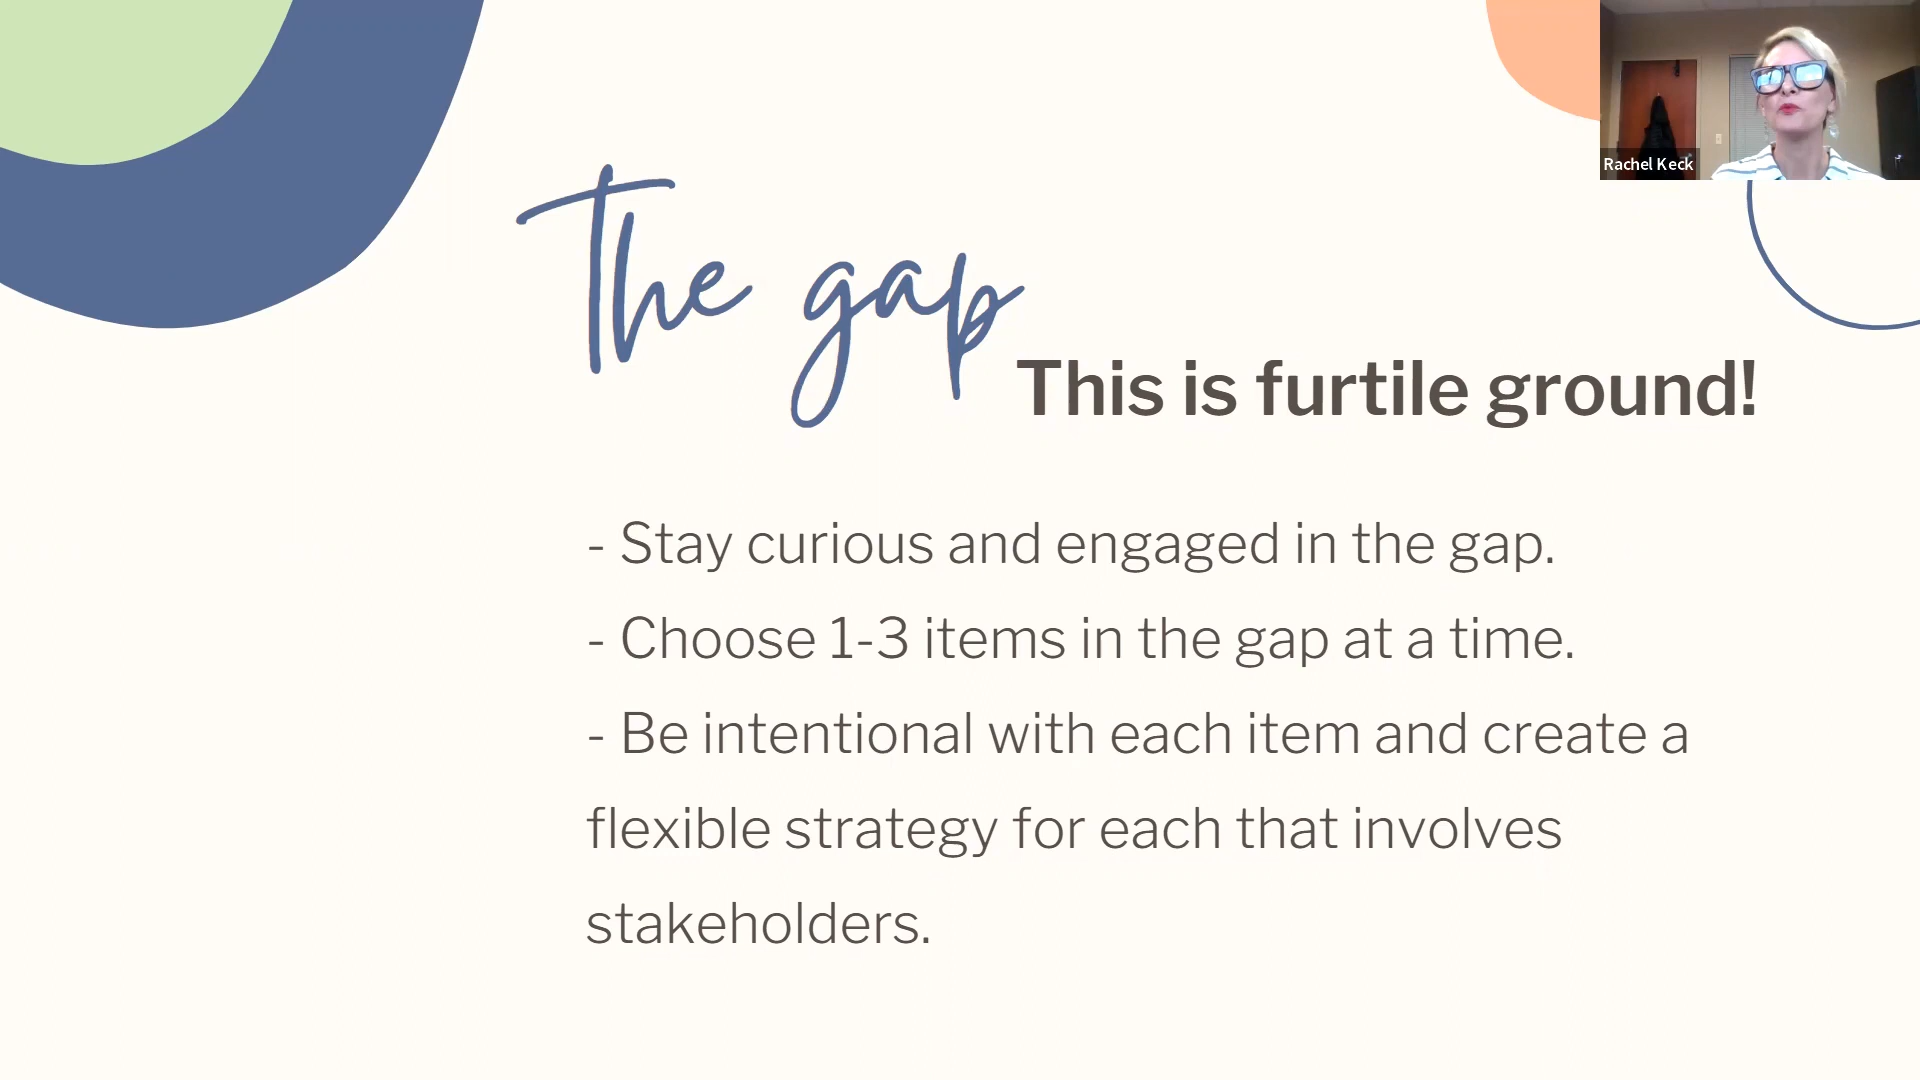 Rachel Keck
The gap
This is furtile ground!
- Stay curious and engaged in the gap.
- Choose 1-3 items in the gap at a time.
- Be intentional with each item and create a
flexible strategy for each that involves
stakeholders.